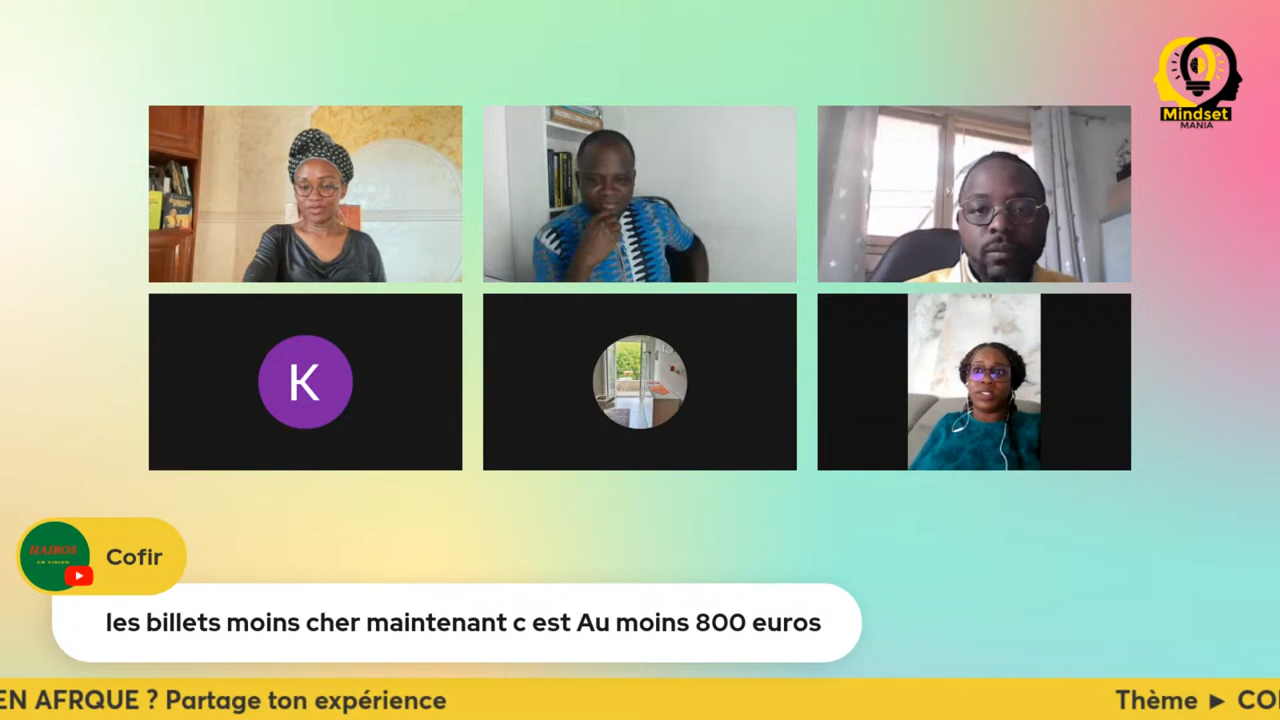 Mindset
MANIA
K
HAIROS
Cofir
les billets moins cher maintenant c est Au moins 800 euros
EN AFRQUE ? Partage ton expérience
Thème ► CO